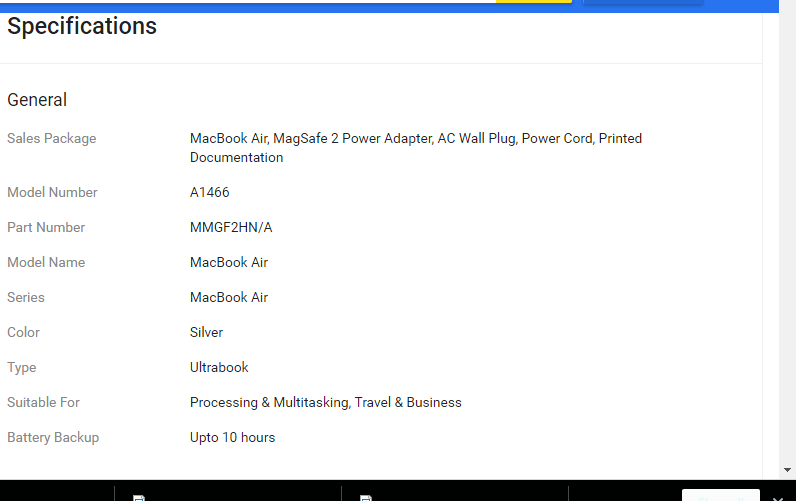 Specifications
General
Sales Package MacBook Air, MagSafe 2 Power Adapter, AC Wall Plug, Power Cord, Printed
Documentation
Model Number A1466
Part Number MMGF2HN/A
Model Name MacBook Air
Series MacBook Air
Color Silver
Type Ultrabook
Suitable For Processing & Multitasking, Travel & Business
Battery Backup Upto 10 hours